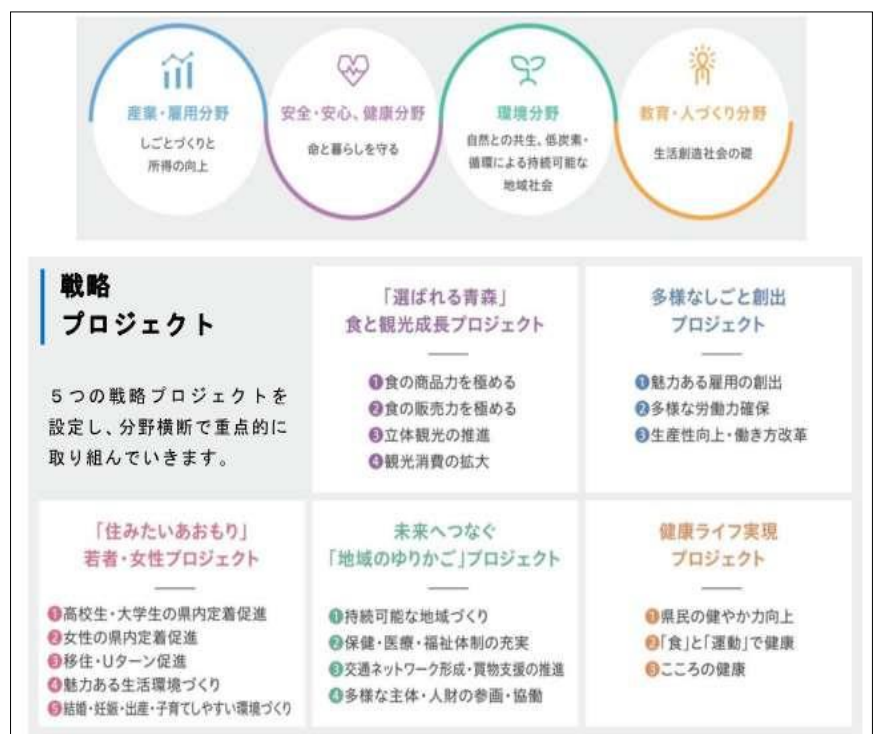 産業・雇用分野
しごとづくりと
所得の向上
安全・安心、健康分野
命と暮らしを守る
環境分野
自然との共生、低炭素・
循環による持続可能な
地域社会
教育・人づくり分野
生活創造社会の礎
戦略
プロジェクト
5つの戦略プロジェクトを
設定し、分野横断で重点的に
取り組んでいきます。
「選ばれる青森」
食と観光成長プロジェクト
❶食の商品力を極める
❷食の販売力を極める
❸立体観光の推進
❹観光消費の拡大
多様なしごと創出
プロジェクト
❶魅力ある雇用の創出
❷多様な労働力確保
❸生産性向上・働き方改革
「住みたいあおもり」
若者・女性プロジェクト
❶高校生・大学生の県内定着促進
❷女性の県内定着促進
❸移住・Uターン促進
❹魅力ある生活環境づくり
❺結婚・妊娠・出産・子育てしやすい環境づくり
未来へつなぐ
「地域のゆりかご」プロジェクト
❶持続可能な地域づくり
❷保健・医療・福祉体制の充実
❸交通ネットワーク形成・買物支援の推進
❹多様な主体・人財の参画・協働
健康ライフ実現
プロジェクト
❶県民の健やか力向上
❷「食」と「運動」で健康
❸こころの健康